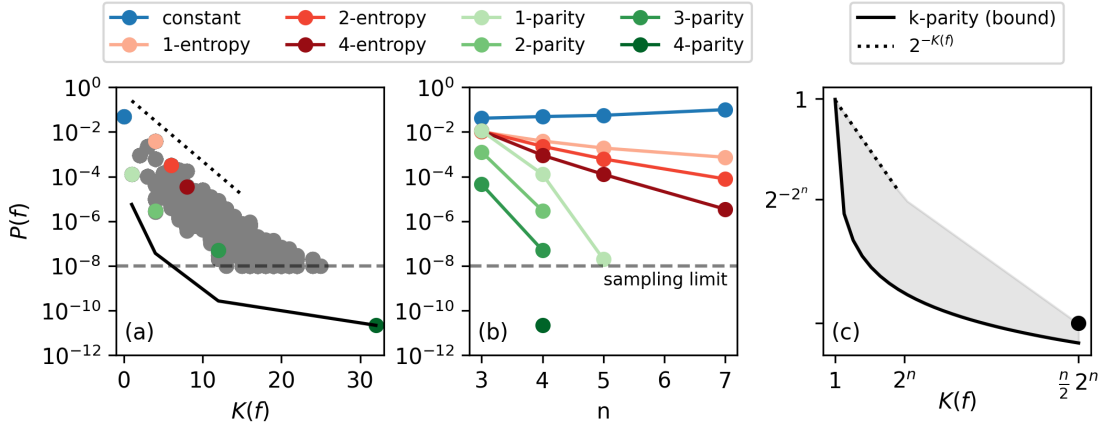 constant 2-entropy 1-parity 3-parity
1-entropy 4-entropy 2-parity 4-parity
k-parity (bound)
2^{-K(f)}
P(f)
10^0
10^{-2}
10^{-4}
10^{-6}
10^{-8}
10^{-10}
10^{-12}
(a)
0 10 20 30
K(f)
10^0
10^{-2}
10^{-4}
10^{-6}
10^{-8}
10^{-10}
10^{-12}
sampling limit
(b)
3 4 5 6 7
n
1
2^{-2^n}
(c)
1 2^n \frac{n}{2} 2^n
K(f)